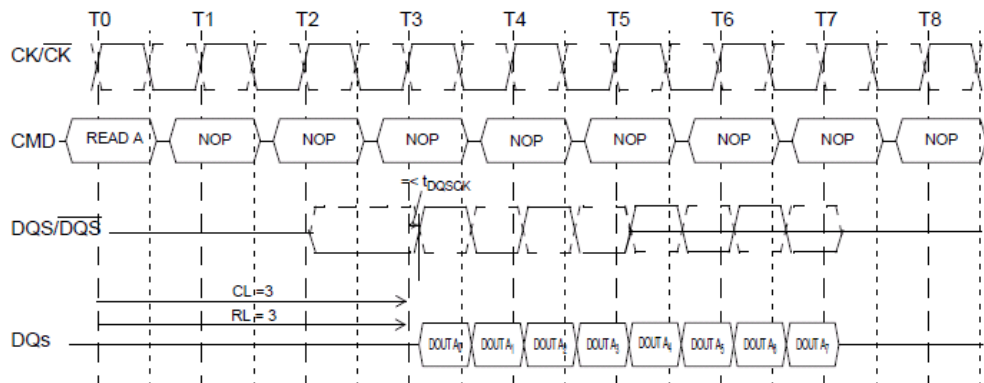 T0 T1 T2 T3 T4 T5 T6 T7 T8
CK/CK
CMD READ A NOP NOP NOP NOP NOP NOP NOP NOP
=< tDQSCK
DQS/DQS
CL =3
RL = 3
DQs DOUT A0 DOUT A1 DOUT A2 DOUT A3 DOUT A4 DOUT A5 DOUT A6 DOUT A7